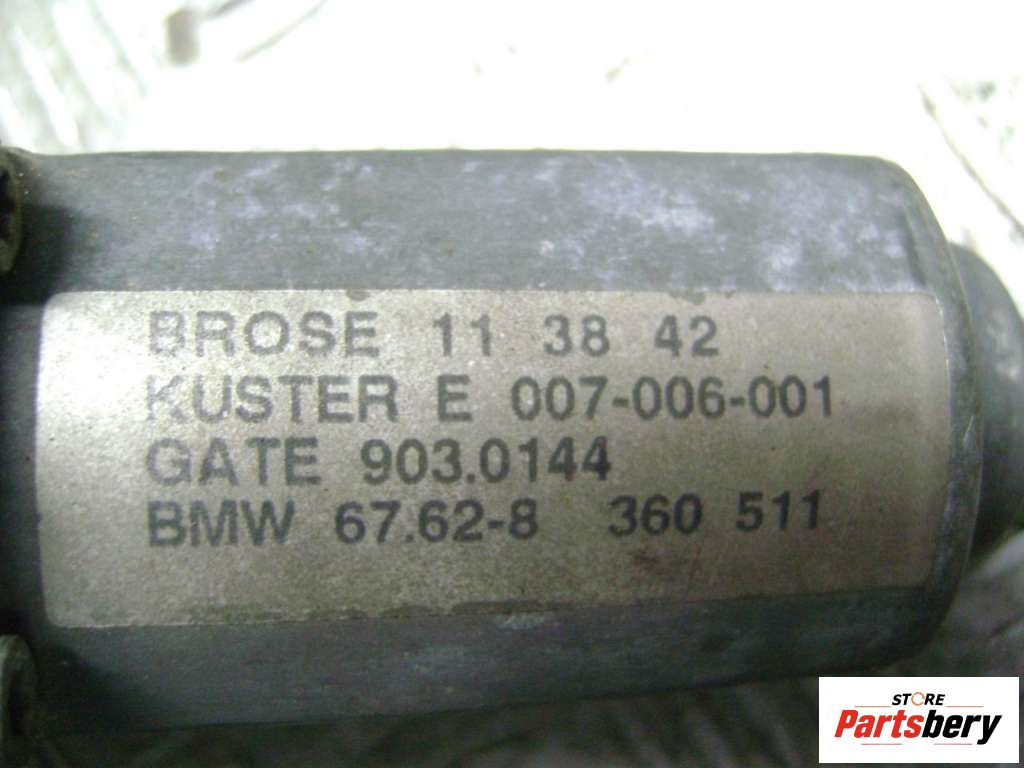 BROSE 11 38 42
KUSTER E 007-006-001
GATE 903.0144
BMW 67.62-8 360 511
STORE
Partsbery